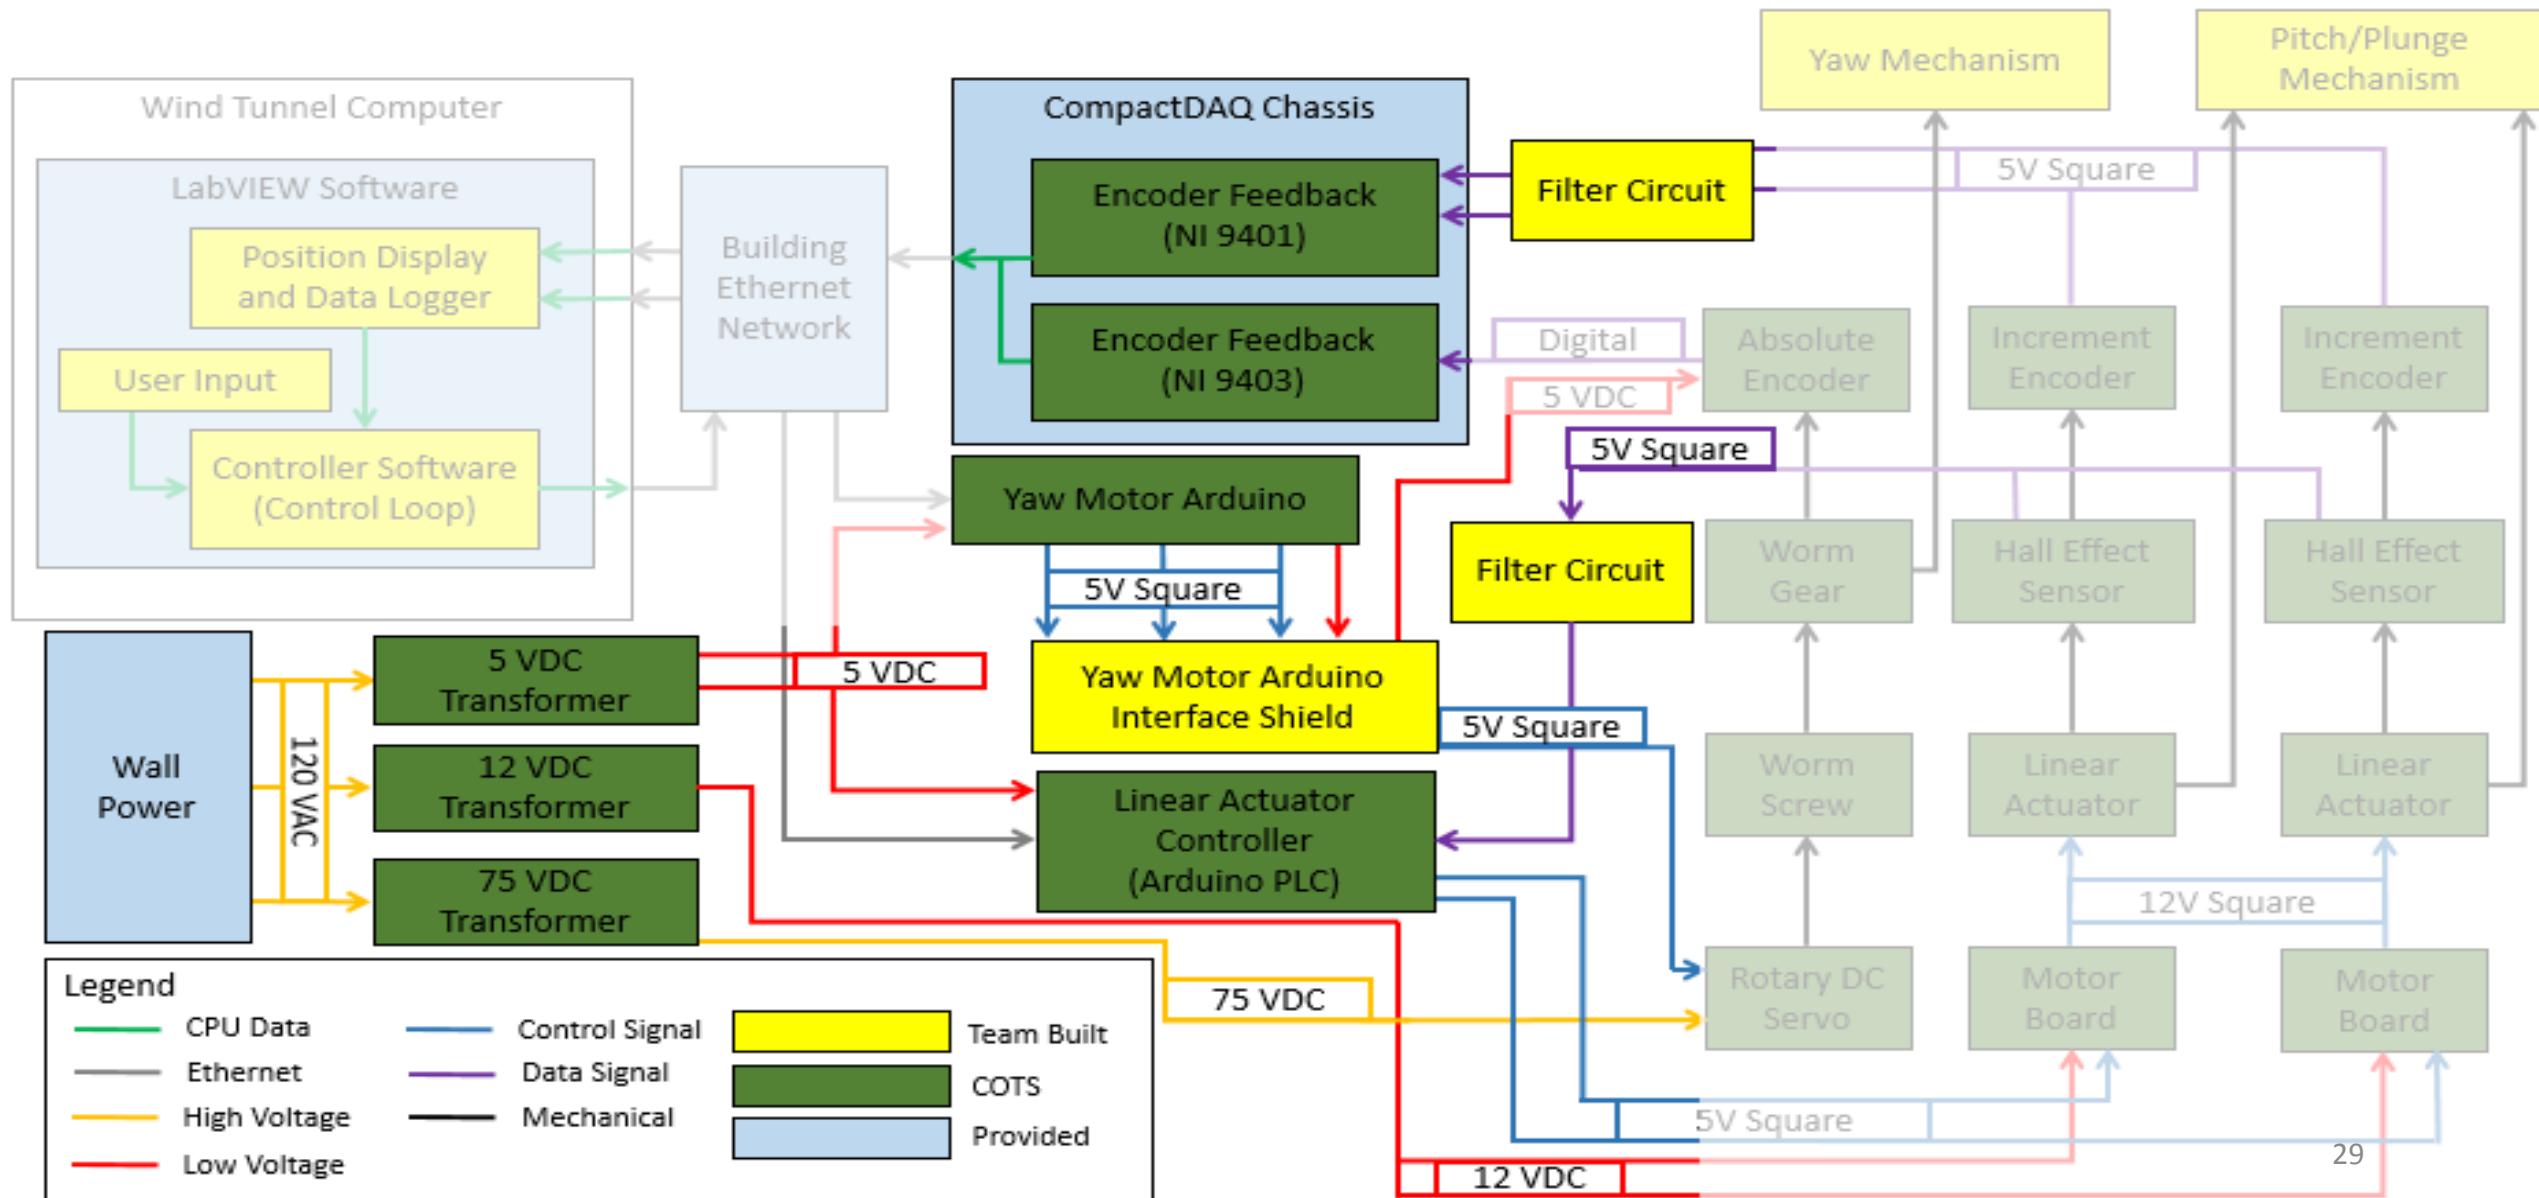 Yaw Mechanism
Pitch/Plunge
Mechanism
Wind Tunnel Computer
LabVIEW Software
Position Display
and Data Logger
User Input
Controller Software
(Control Loop)
Building
Ethernet
Network
CompactDAQ Chassis
Encoder Feedback
(NI 9401)
Encoder Feedback
(NI 9403)
Filter Circuit
5V Square
Digital
5 VDC
Absolute
Encoder
Increment
Encoder
Increment
Encoder
5V Square
Yaw Motor Arduino
5V Square
Filter Circuit
Worm
Gear
Hall Effect
Sensor
Hall Effect
Sensor
Wall
Power
120 VAC
5 VDC
Transformer
12 VDC
Transformer
75 VDC
Transformer
5 VDC
Yaw Motor Arduino
Interface Shield
5V Square
Linear Actuator
Controller
(Arduino PLC)
Worm
Screw
Linear
Actuator
Linear
Actuator
12V Square
75 VDC
Rotary DC
Servo
Motor
Board
Motor
Board
5V Square
12 VDC
Legend
CPU Data
Ethernet
High Voltage
Low Voltage
Control Signal
Data Signal
Mechanical
Team Built
COTS
Provided
29